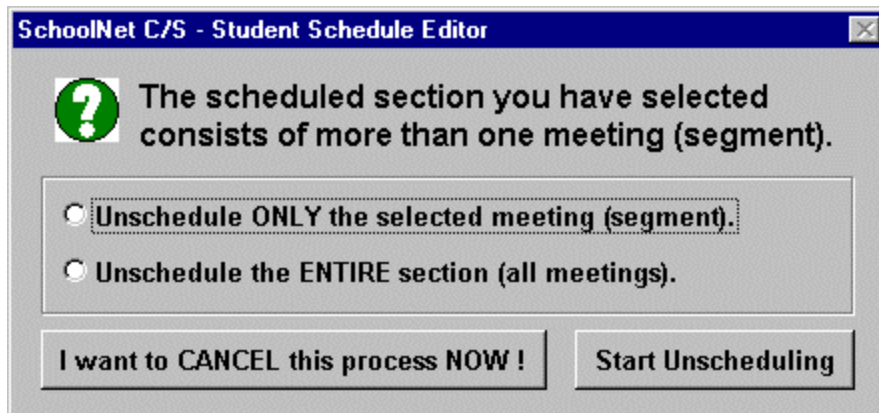 SchoolNet C/S - Student Schedule Editor
The scheduled section you have selected
consists of more than one meeting (segment).
Unschedule ONLY the selected meeting (segment).
Unschedule the ENTIRE section (all meetings).
I want to CANCEL this process NOW !
Start Unscheduling